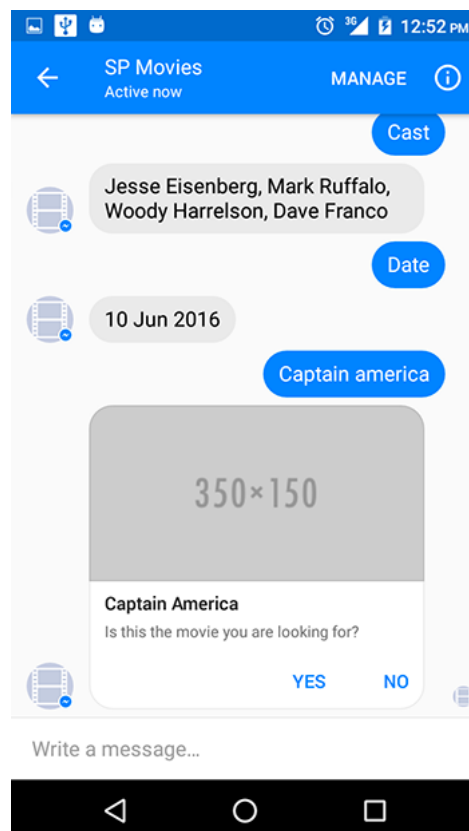 3G 12:52 PM
SP Movies
Active now
MANAGE
Cast
Jesse Eisenberg, Mark Ruffalo,
Woody Harrelson, Dave Franco
Date
10 Jun 2016
Captain america
350×150
Captain America
Is this the movie you are looking for?
YES NO
Write a message...